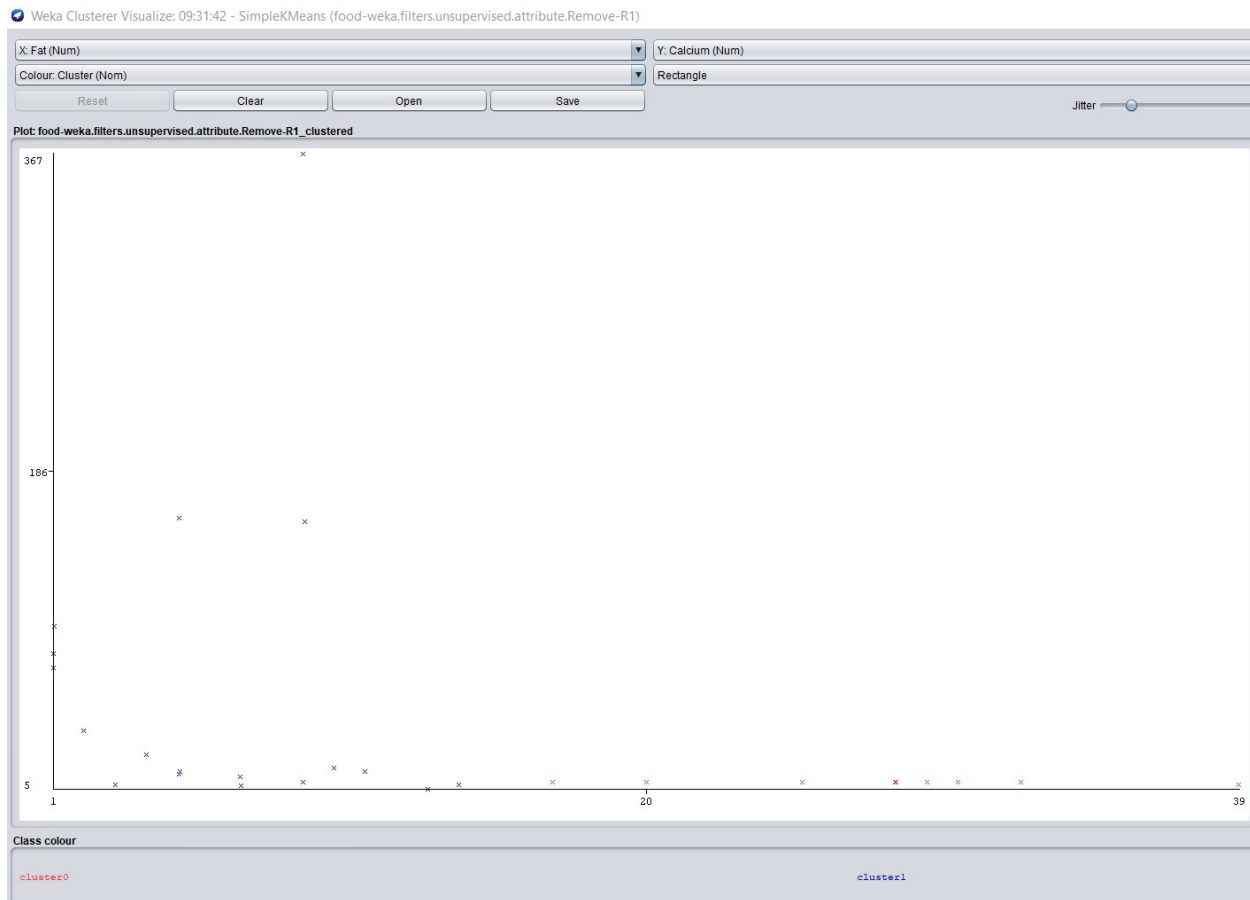 Weka Clusterer Visualize: 09:31:42 - SimpleKMeans (food-weka.filters.unsupervised.attribute.Remove-R1)
X: Fat (Num)
Y: Calcium (Num)
Colour: Cluster (Nom)
Rectangle
Reset
Clear
Open
Save
Jitter
Plot: food-weka.filters.unsupervised.attribute.Remove-R1_clustered
367
186
5
1
20
39
Class colour
cluster0
cluster1